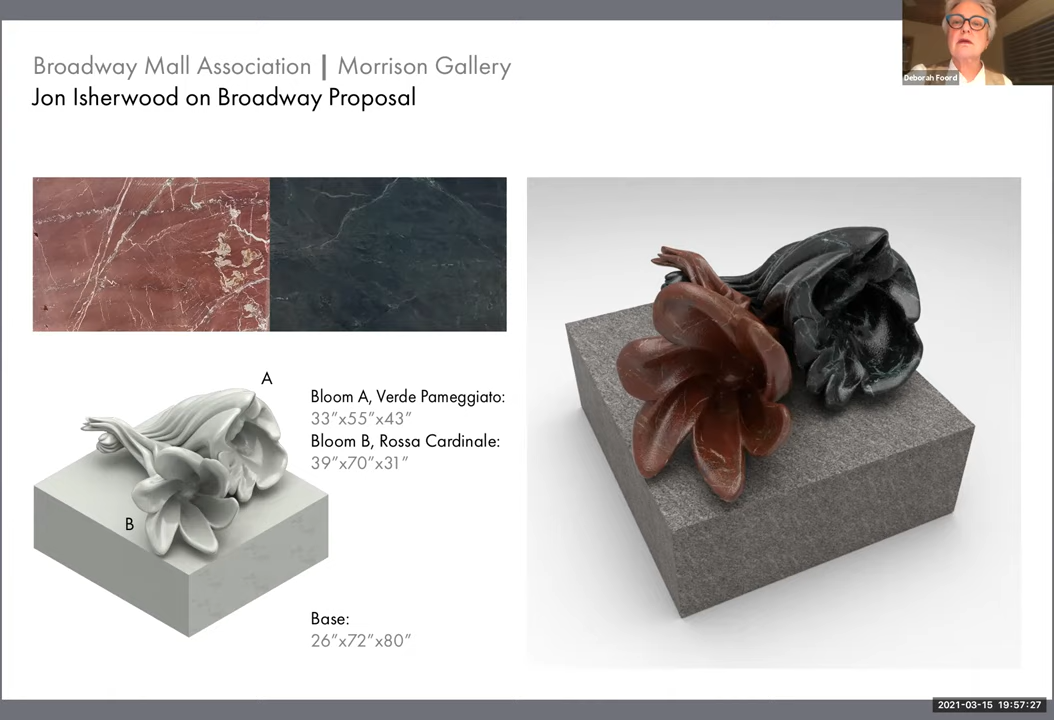 Broadway Mall Association | Morrison Gallery
Jon Isherwood on Broadway Proposal
Deborah Foord
A
Bloom A, Verde Pameggiato:
33"x55"x43"
Bloom B, Rossa Cardinale:
39"x70"x31"
B
Base:
26"x72"x80"
2021-03-15 19:57:27